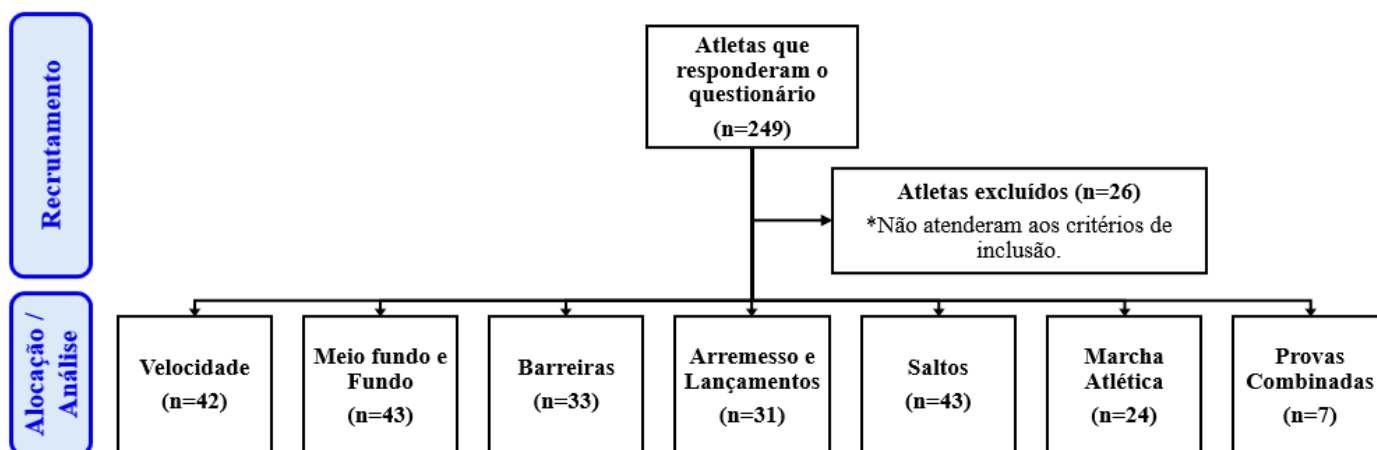 Recrutamento
Atletas que
responderam o
questionário
(n=249)
Atletas excluídos (n=26)
*Não atenderam aos critérios de
inclusão.
Alocação /
Análise
Velocidade
(n=42)
Meio fundo e
Fundo
(n=43)
Barreiras
(n=33)
Arremesso e
Lançamentos
(n=31)
Saltos
(n=43)
Marcha
Atlética
(n=24)
Provas
Combinadas
(n=7)